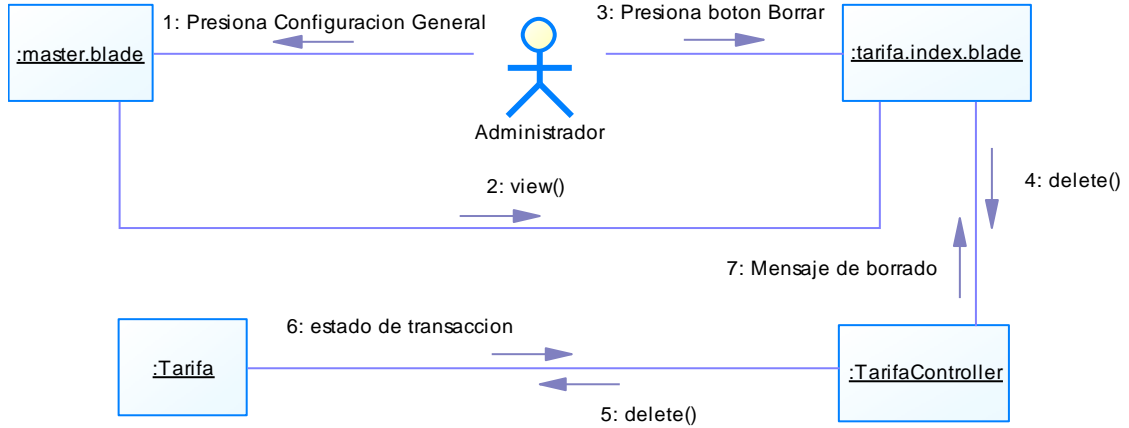 1: Presiona Configuracion General
3: Presiona boton Borrar
:master.blade
:tarifa.index.blade
Administrador
2: view()
4: delete()
7: Mensaje de borrado
6: estado de transaccion
:Tarifa
:TarifaController
5: delete()